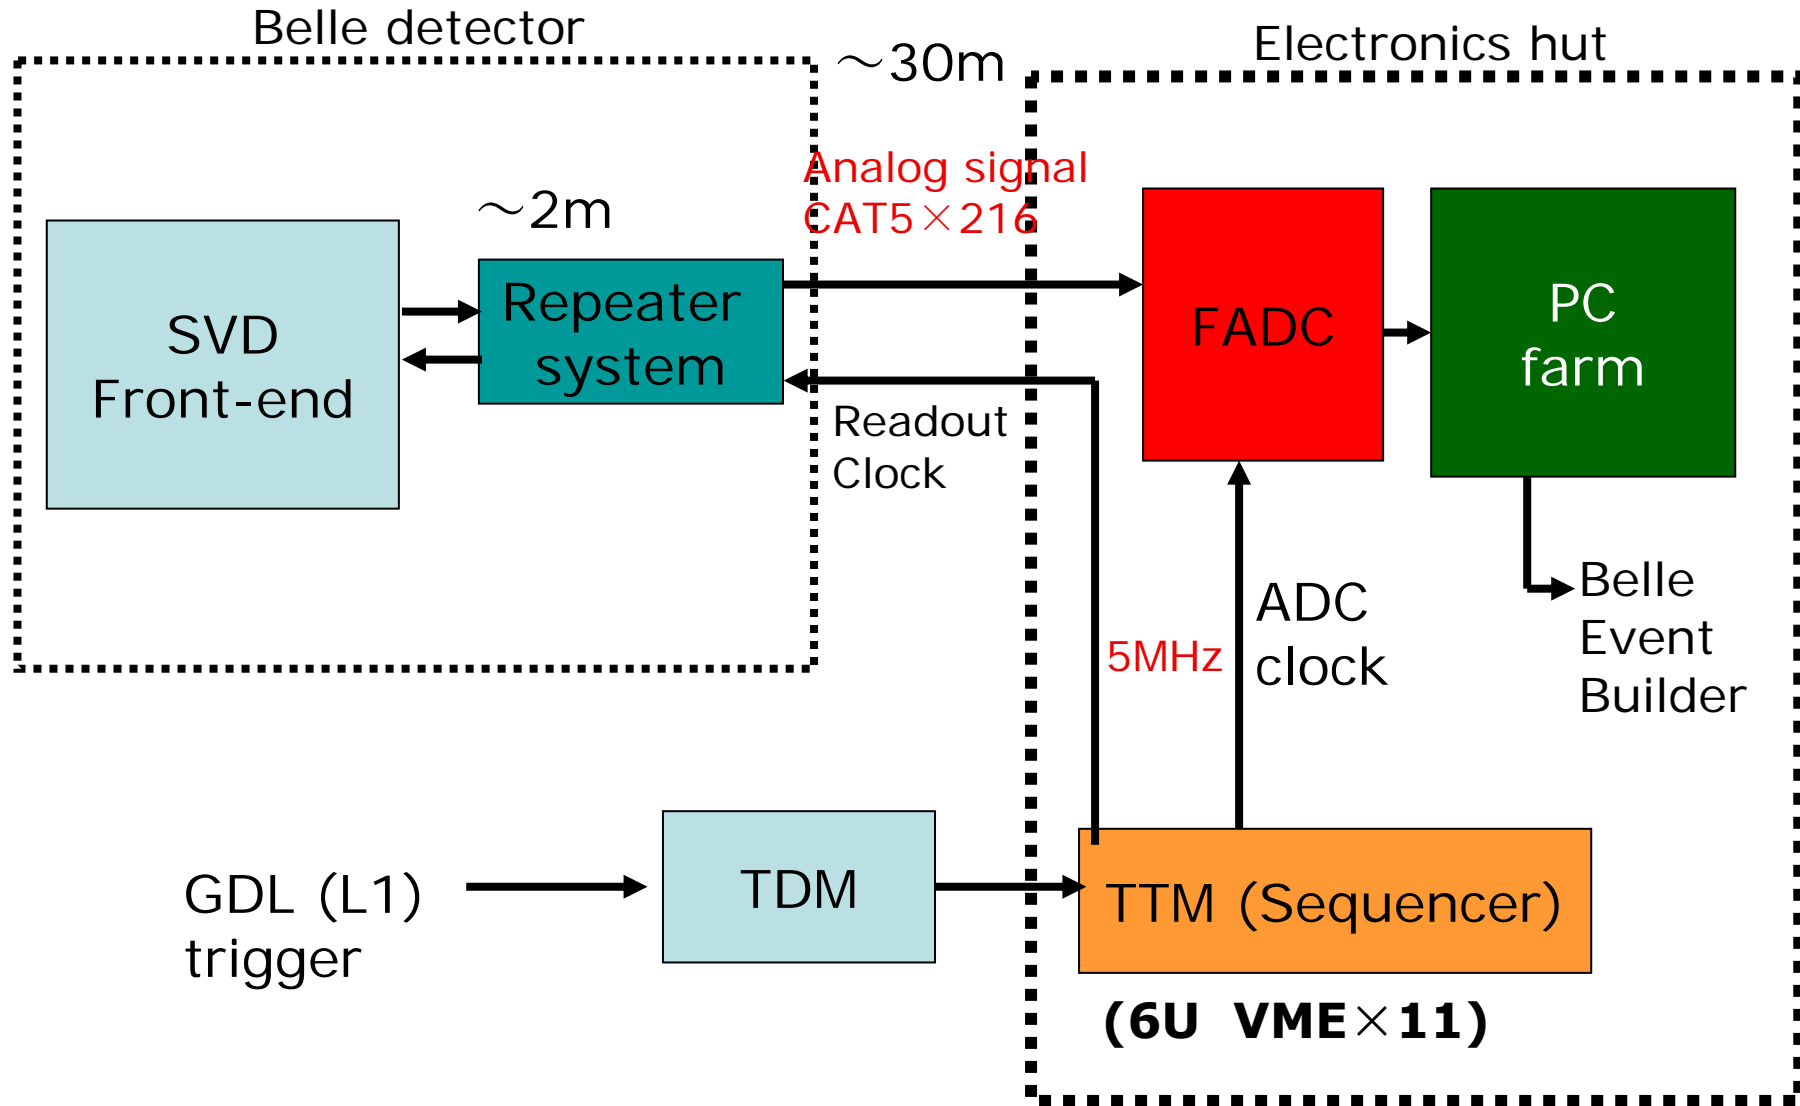 Belle detector
～30m
Electronics hut
Analog signal
CAT5×216
～2m
SVD
Front-end
Repeater
system
FADC
PC
farm
Readout
Clock
5MHz
ADC
clock
Belle
Event
Builder
GDL (L1)
trigger
TDM
TTM (Sequencer)
(6U VME×11)